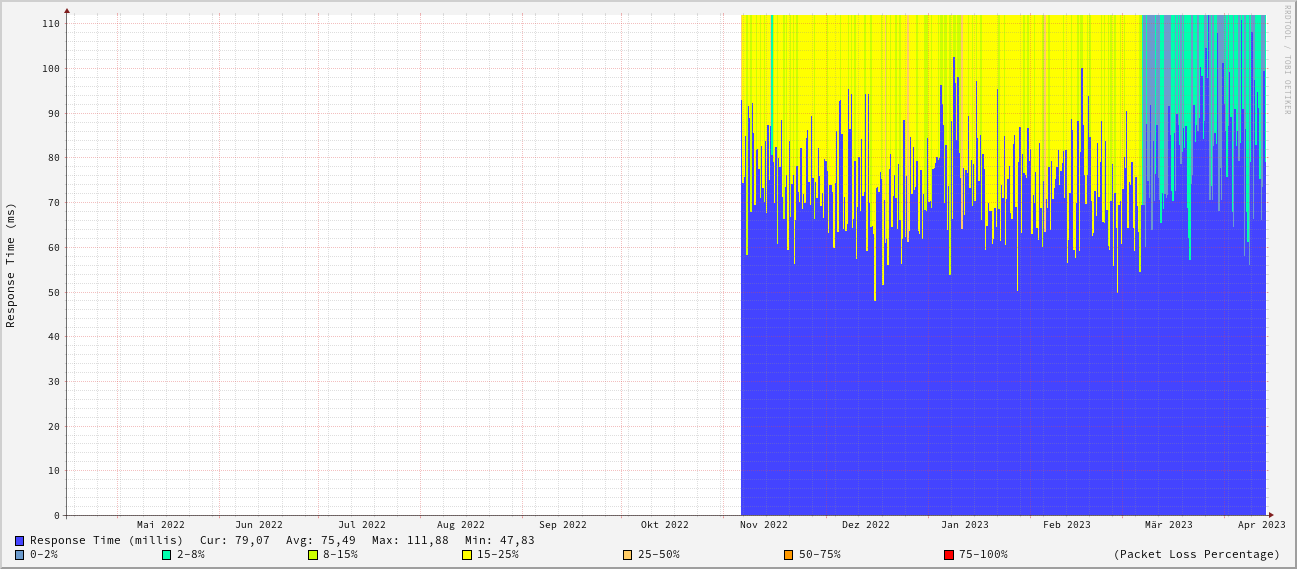 RRDTOOL / TOBI OETIKER
Response Time (ms)
110
100
90
80
70
60
50
40
30
20
10
0
Mai 2022 Jun 2022 Jul 2022 Aug 2022 Sep 2022 Okt 2022 Nov 2022 Dez 2022 Jan 2023 Feb 2023 Mär 2023 Apr 2023
Response Time (millis) Cur: 79,07 Avg: 75,49 Max: 111,88 Min: 47,83
0-2% 2-8% 8-15% 15-25% 25-50% 50-75% 75-100% (Packet Loss Percentage)